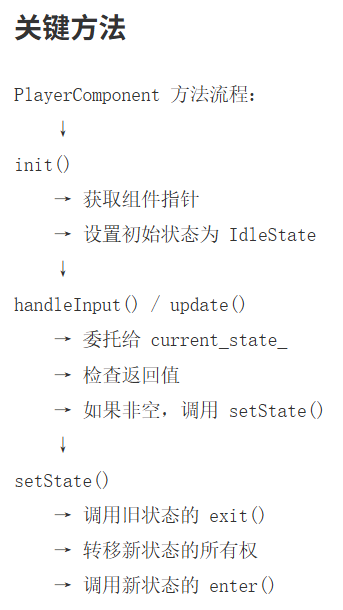 关键方法
PlayerComponent 方法流程：
↓
init()
→ 获取组件指针
→ 设置初始状态为 IdleState
↓
handleInput() / update()
→ 委托给 current_state_
→ 检查返回值
→ 如果非空，调用 setState()
↓
setState()
→ 调用旧状态的 exit()
→ 转移新状态的所有权
→ 调用新状态的 enter()